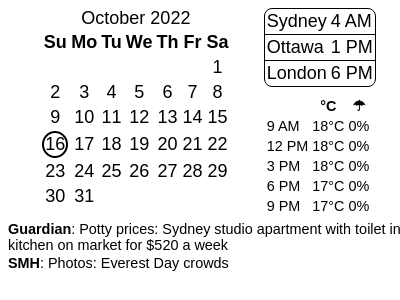 October 2022
Su Mo Tu We Th Fr Sa
1
2 3 4 5 6 7 8
9 10 11 12 13 14 15
16 17 18 19 20 21 22
23 24 25 26 27 28 29
30 31
Sydney 4 AM
Ottawa 1 PM
London 6 PM
°C ☂
9 AM 18°C 0%
12 PM 18°C 0%
3 PM 18°C 0%
6 PM 17°C 0%
9 PM 17°C 0%
Guardian: Potty prices: Sydney studio apartment with toilet in
kitchen on market for $520 a week
SMH: Photos: Everest Day crowds